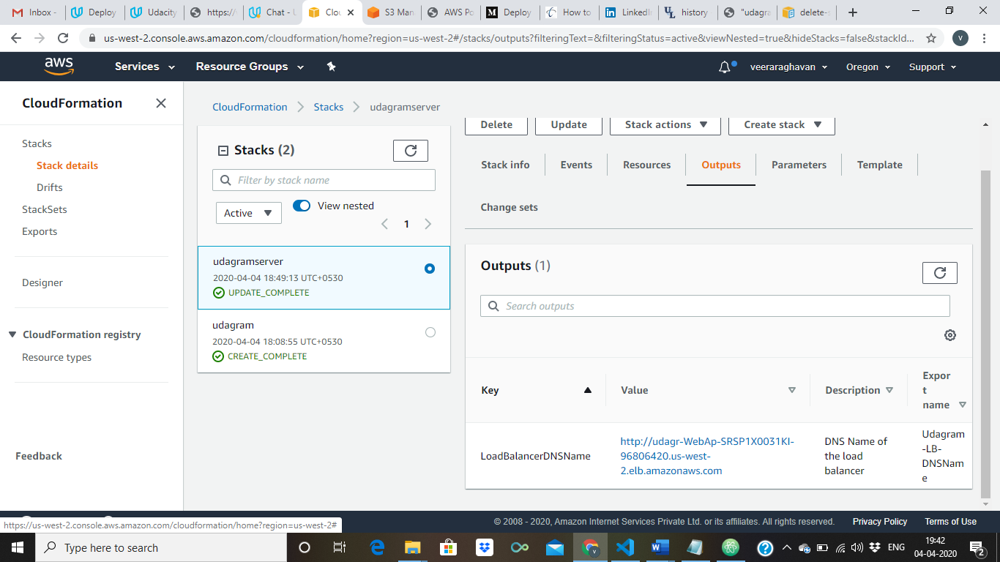 Inbox -
Deploy
Udacity
https://
Chat - U
Clou
S3 Man
AWS Po
Deploy
How to
LinkedIn
history
"udagra
delete-s
us-west-2.console.aws.amazon.com/cloudformation/home?region=us-west-2#/stacks/outputs?filteringText=&filteringStatus=active&viewNested=true&hideStacks=false&stackId...
V
aws
Services
Resource Groups
veeraraghavan
Oregon
Support
CloudFormation
CloudFormation
Stacks
udagramserver
Stacks
Stack details
Drifts
StackSets
Exports
Designer
CloudFormation registry
Resource types
Feedback
Stacks (2)
Filter by stack name
Active
View nested
1
udagramserver
2020-04-04 18:49:13 UTC+0530
UPDATE_COMPLETE
udagram
2020-04-04 18:08:55 UTC+0530
CREATE_COMPLETE
Delete
Update
Stack actions
Create stack
Stack info
Events
Resources
Outputs
Parameters
Template
Change sets
Outputs (1)
Search outputs
Key
Value
Description
Expor
t
name
LoadBalancerDNSName
http://udagr-WebAp-SRSP1X0031KI-
96806420.us-west-
2.elb.amazonaws.com
DNS Name of
the load
balancer
Udagram
-LB-
DNSNam
e
https://us-west-2.console.aws.amazon.com/cloudformation/home?region=us-west-2#
© 2008 - 2020, Amazon Internet Services Private Ltd. or its affiliates. All rights reserved.
Privacy Policy
Terms of Use
Type here to search
ENG
19:42
04-04-2020
2